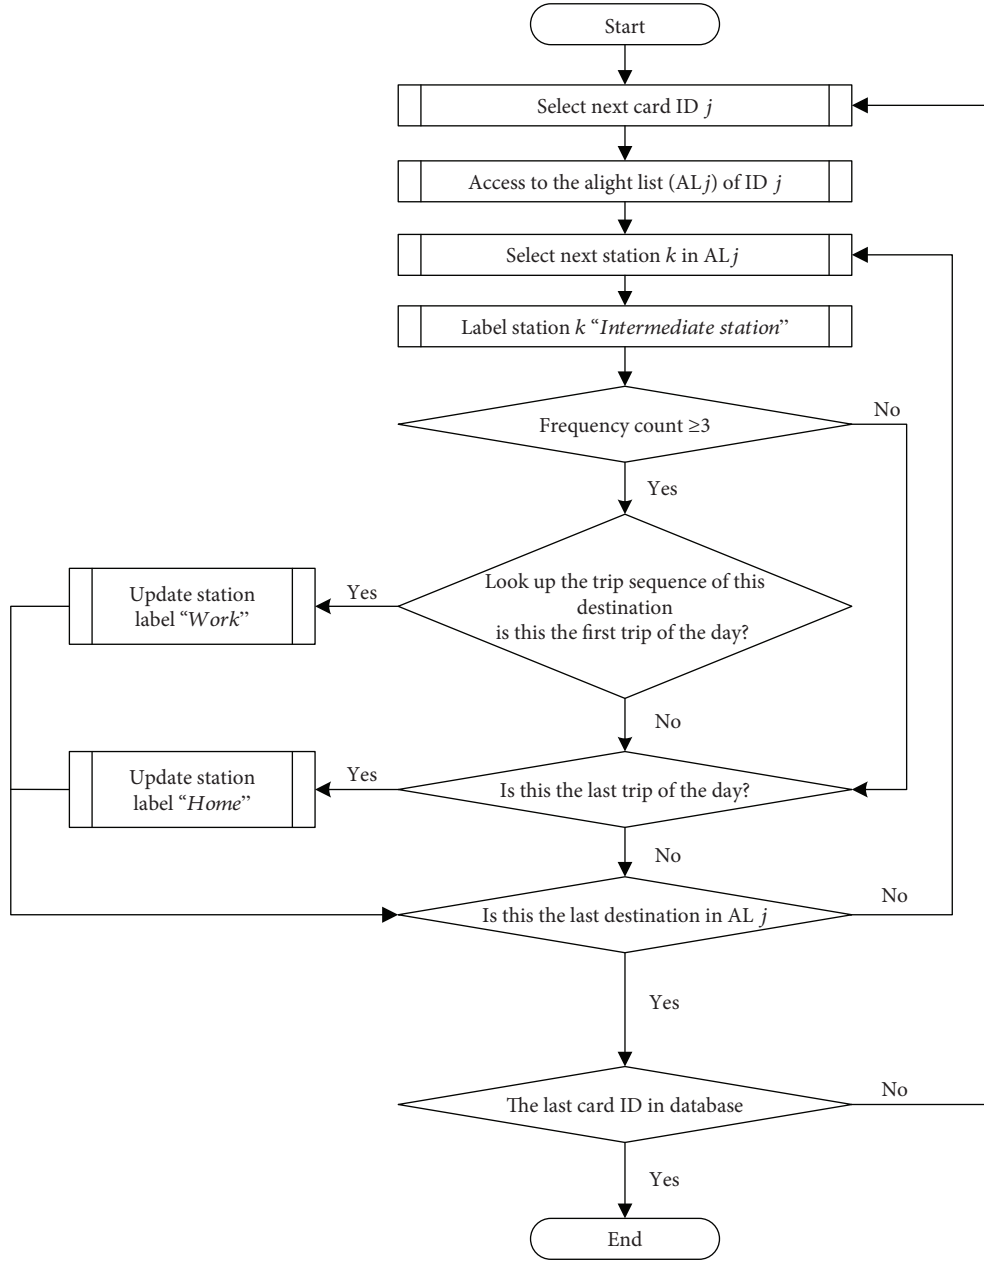 Start
Select next card ID j
Access to the alight list (ALj) of ID j
Select next station k in ALj
Label station k “Intermediate station”
Frequency count ≥3
No
Yes
Look up the trip sequence of this
destination
is this the first trip of the day?
Yes
Update station
label “Work”
No
Is this the last trip of the day?
Yes
Update station
label “Home”
No
Is this the last destination in AL j
No
Yes
The last card ID in database
No
Yes
End